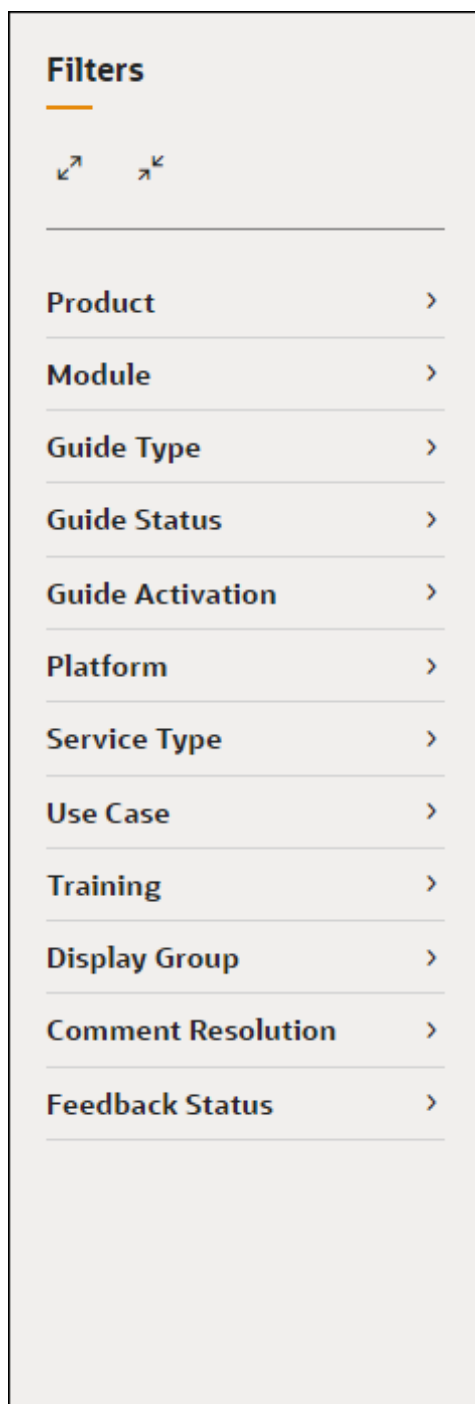 Filters
Product
Module
Guide Type
Guide Status
Guide Activation
Platform
Service Type
Use Case
Training
Display Group
Comment Resolution
Feedback Status